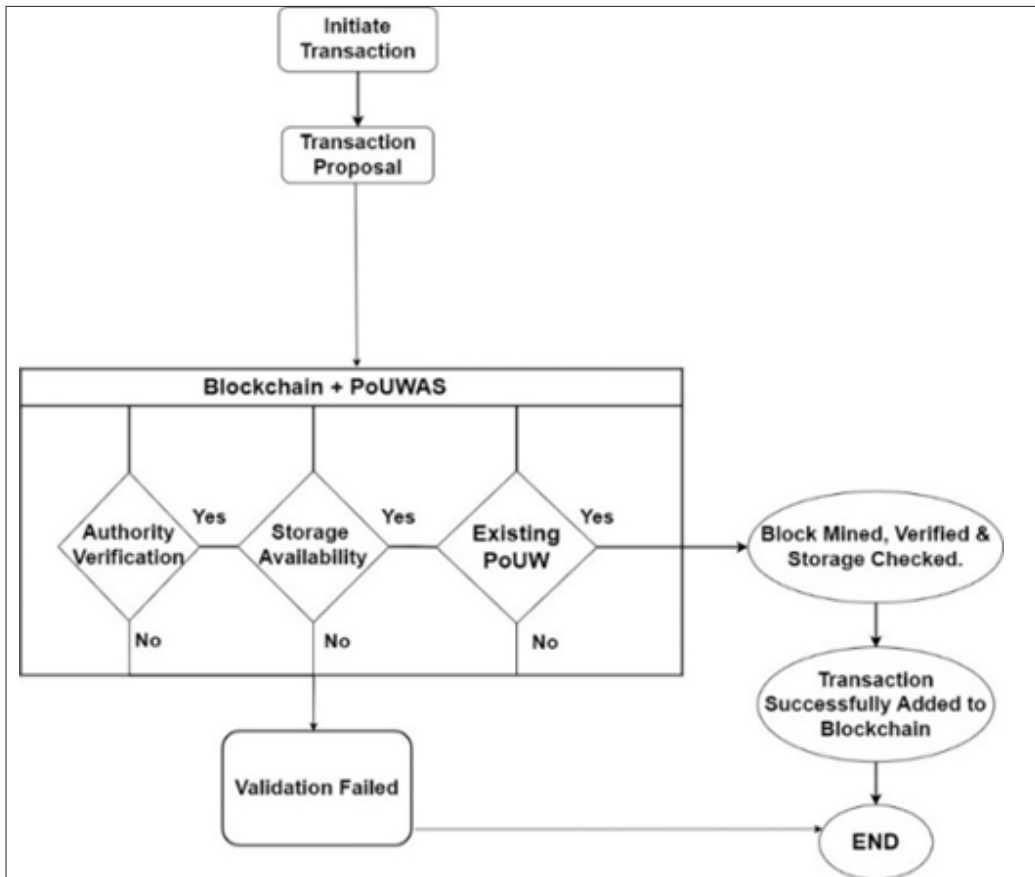 Initiate
Transaction
Transaction
Proposal
Blockchain + PoUWAS
Authority
Verification
Yes
Storage
Availability
Yes
Existing
PoUW
Yes
Block Mined, Verified &
Storage Checked.
No
No
No
Transaction
Successfully Added to
Blockchain
Validation Failed
END